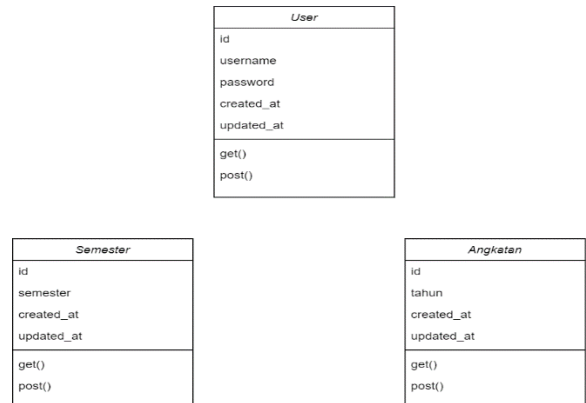 User
id
username
password
created_at
updated_at
get()
post()
Semester
id
semester
created_at
updated_at
get()
post()
Angkatan
id
tahun
created_at
updated_at
get()
post()